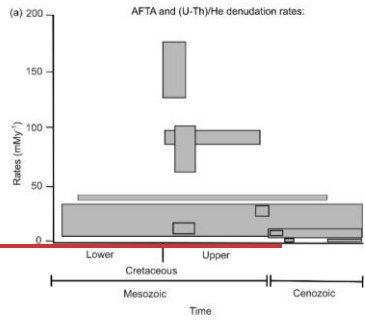 (a)
AFTA and (U-Th)/He denudation rates:
200
150
100
50
0
Rates (mMy⁻¹)
Lower
Upper
Cretaceous
Mesozoic
Cenozoic
Time